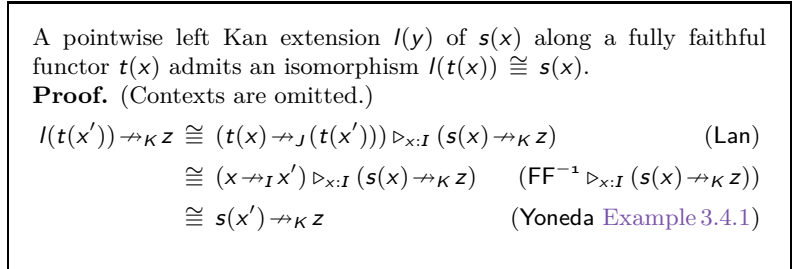 A pointwise left Kan extension l(y) of s(x) along a fully faithful
functor t(x) admits an isomorphism l(t(x)) ≅ s(x).
Proof. (Contexts are omitted.)
l(t(x′)) ↛_K z ≅ (t(x) ↛_J (t(x′))) ▷_{x:I} (s(x) ↛_K z) (Lan)
≅ (x ↛_I x′) ▷_{x:I} (s(x) ↛_K z) (FF⁻¹ ▷_{x:I} (s(x) ↛_K z))
≅ s(x′) ↛_K z (Yoneda Example 3.4.1)